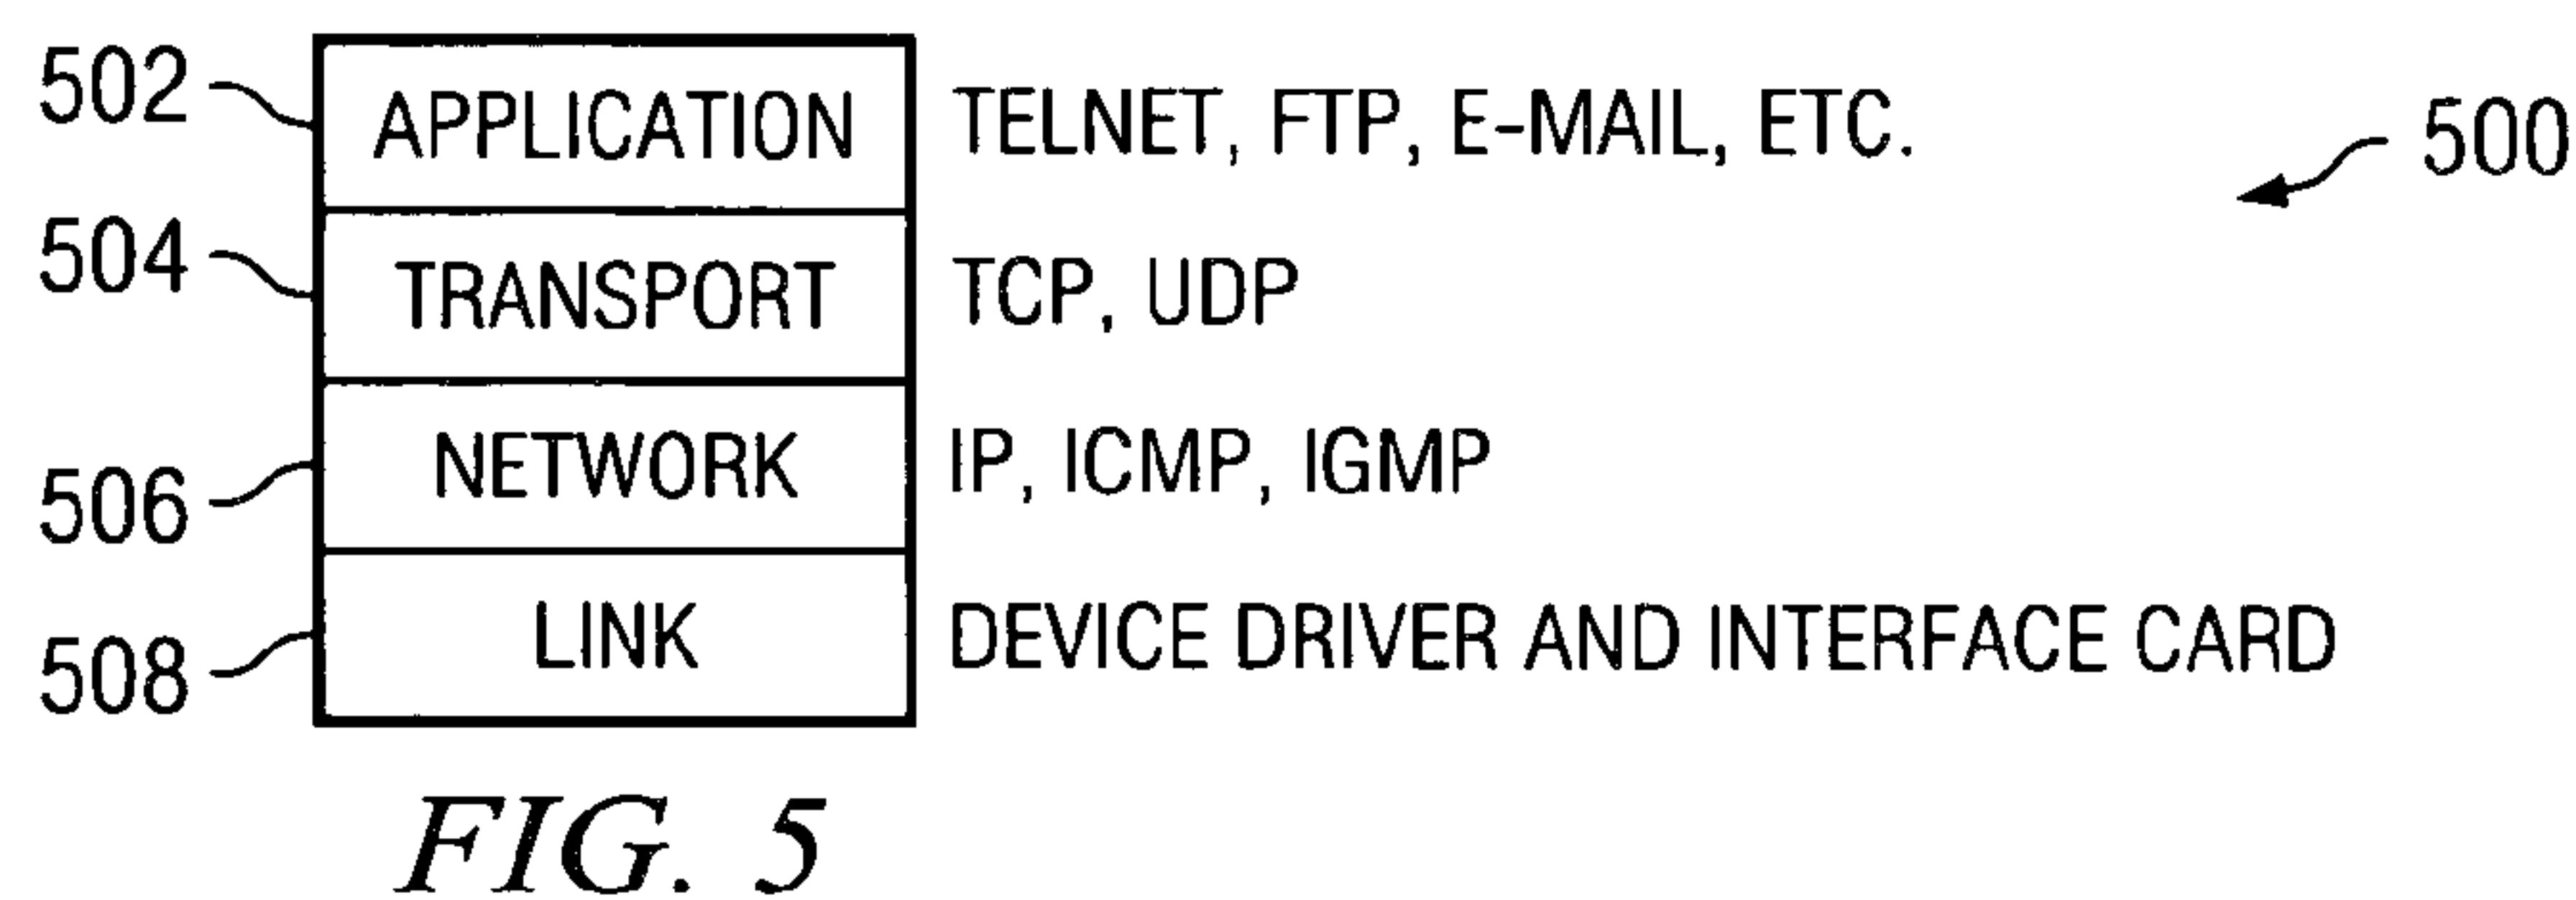 502 APPLICATION TELNET, FTP, E-MAIL, ETC. 500
504 TRANSPORT TCP, UDP
506 NETWORK IP, ICMP, IGMP
508 LINK DEVICE DRIVER AND INTERFACE CARD
FIG. 5